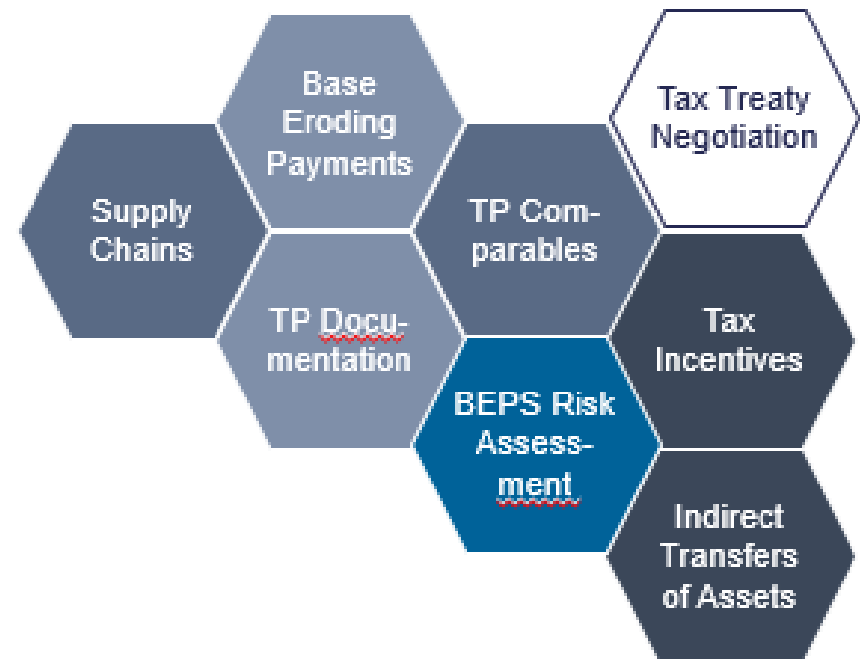 Base
Eroding
Payments
Tax Treaty
Negotiation
Supply
Chains
TP Com-
parables
TP Docu-
mentation
Tax
Incentives
BEPS Risk
Assess-
ment
Indirect
Transfers
of Assets